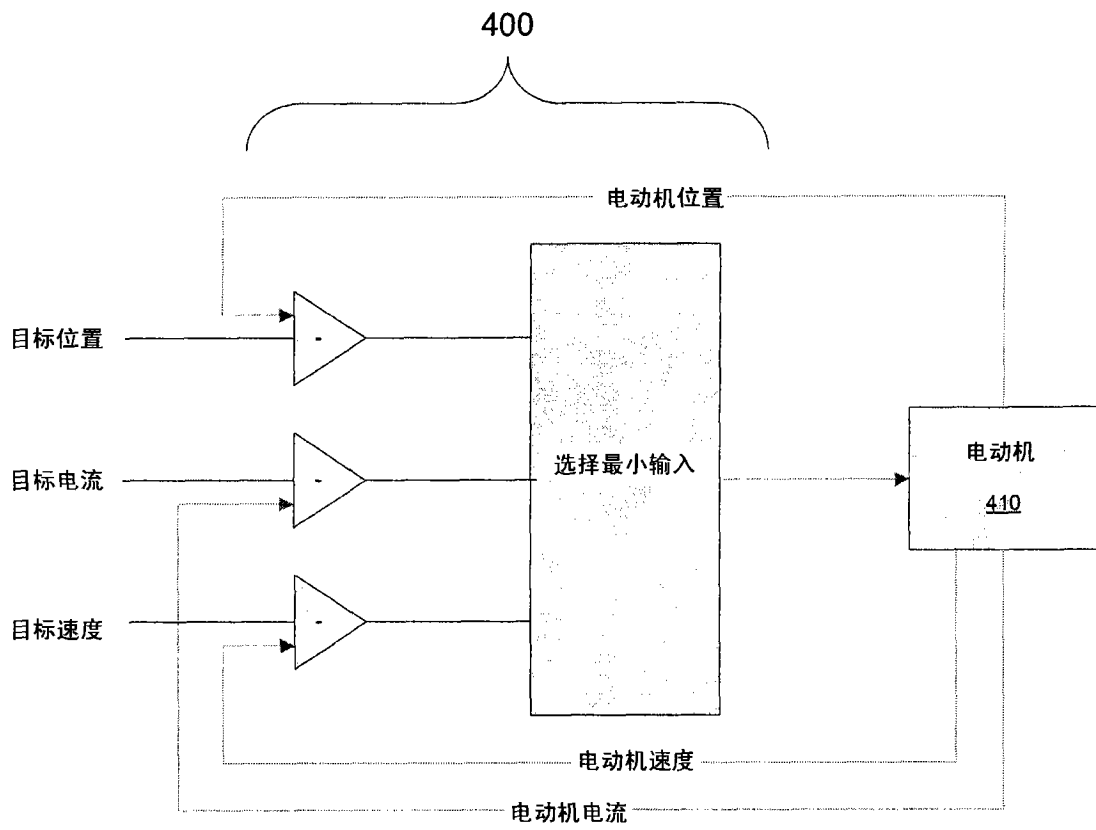 400
电动机位置
目标位置
-
目标电流
-
选择最小输入
电动机
410
目标速度
-
电动机速度
电动机电流